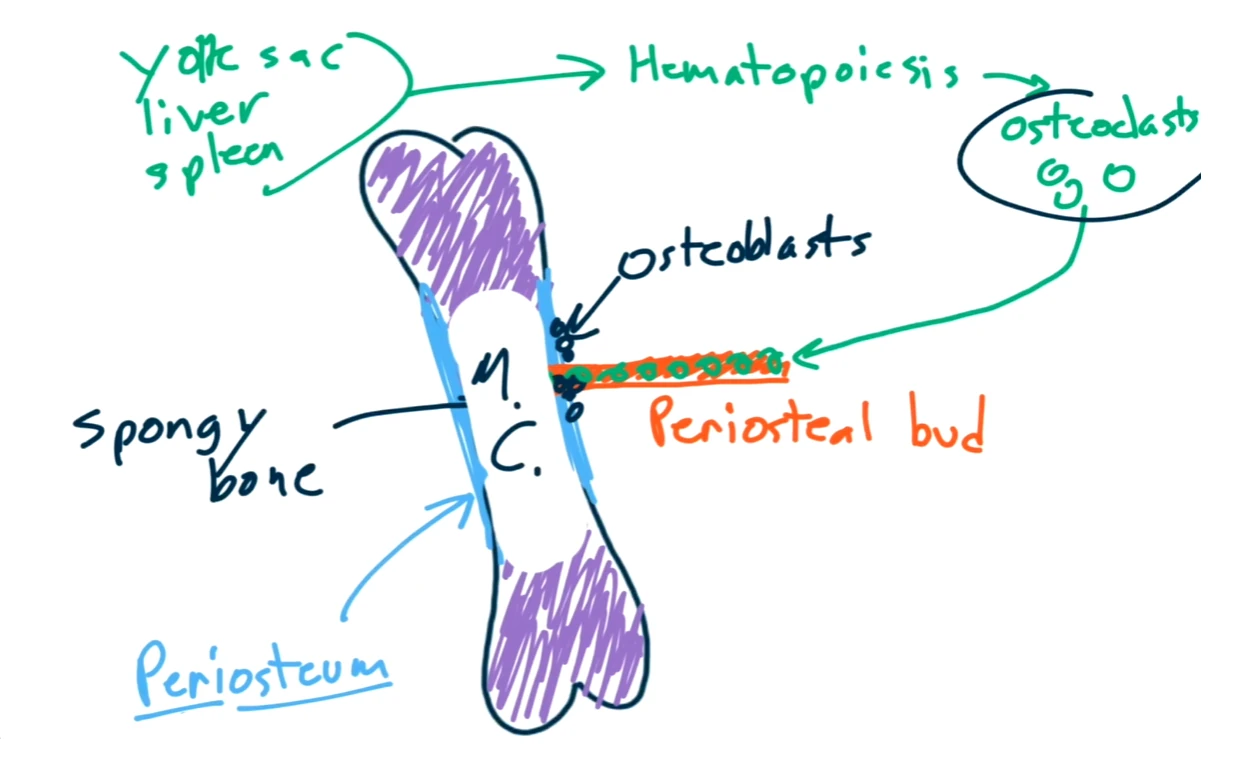 Yolk sac
liver
spleen
Hematopoiesis
osteoclasts
osteoblasts
M.
C.
Periosteal bud
Spongy
bone
Periosteum